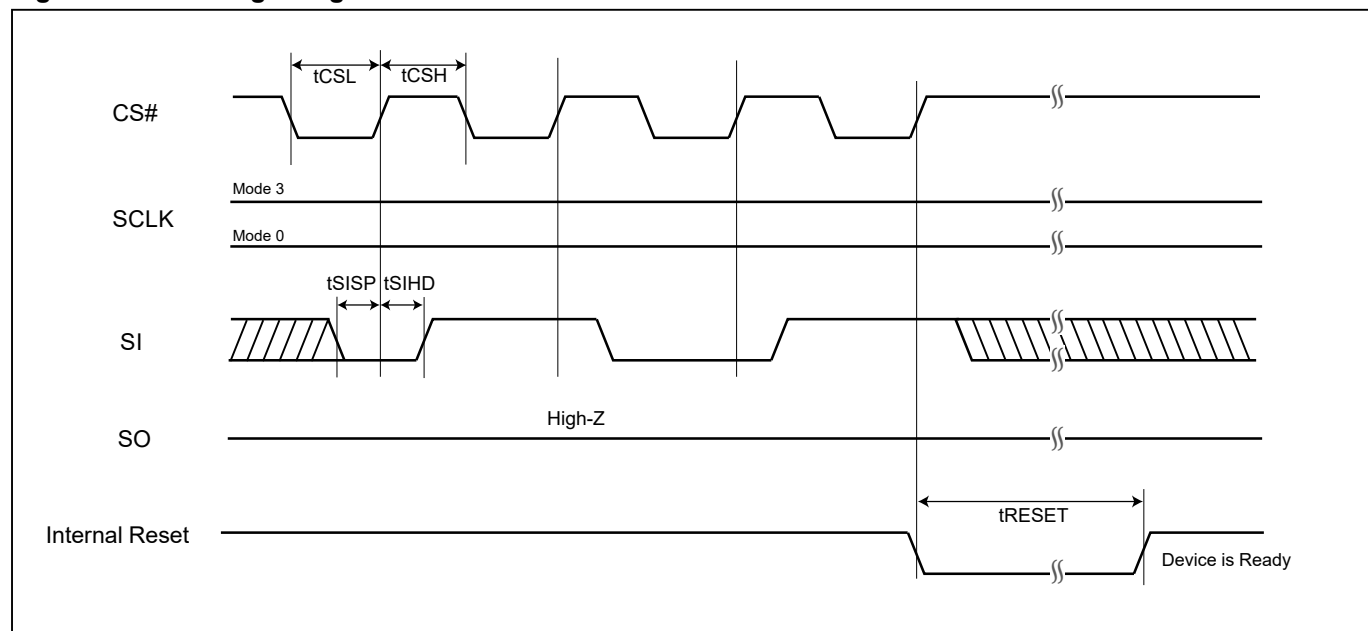 tCSL
tCSH
CS#
Mode 3
SCLK
Mode 0
tSISP
tSIHD
SI
High-Z
SO
tRESET
Internal Reset
Device is Ready